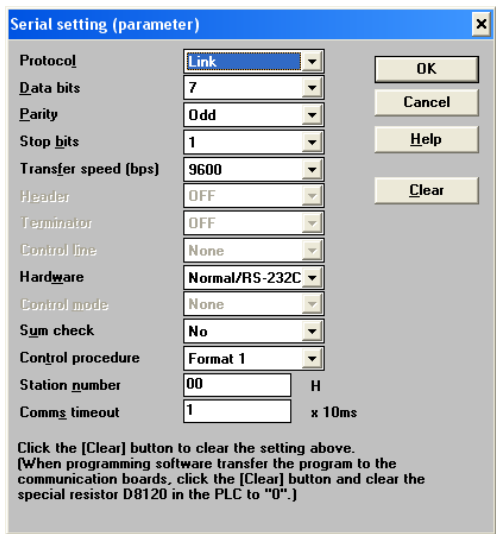 Serial setting (parameter)
Protocol Link OK
Data bits 7 Cancel
Parity Odd
Stop bits 1 Help
Transfer speed (bps) 9600
Header OFF Clear
Terminator OFF
Control line None
Hardware Normal/RS-232C
Control mode None
Sum check No
Control procedure Format 1
Station number 00 H
Comms timeout 1 x 10ms
Click the [Clear] button to clear the setting above.
(When programming software transfer the program to the
communication boards, click the [Clear] button and clear the
special resistor D8120 in the PLC to "0".)